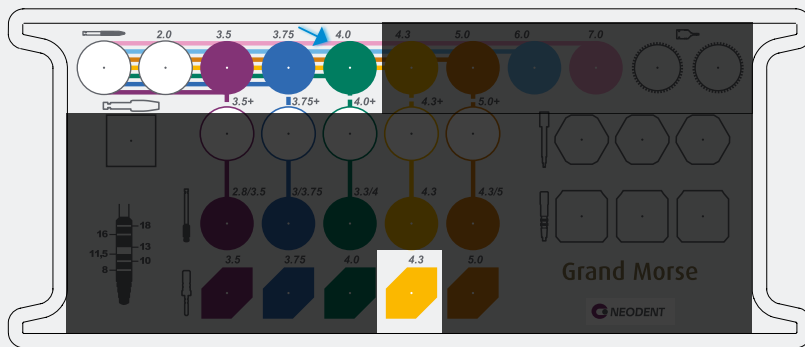 2.0 3.5 3.75 4.0 4.3 5.0 6.0 7.0
3.5+ 3.75+ 4.0+ 4.3+ 5.0+
2.8/3.5 3/3.75 3.3/4 4.3 4.3/5
18
16
13
11,5
10
8
3.5 3.75 4.0 4.3 5.0
Grand Morse
NEODENT